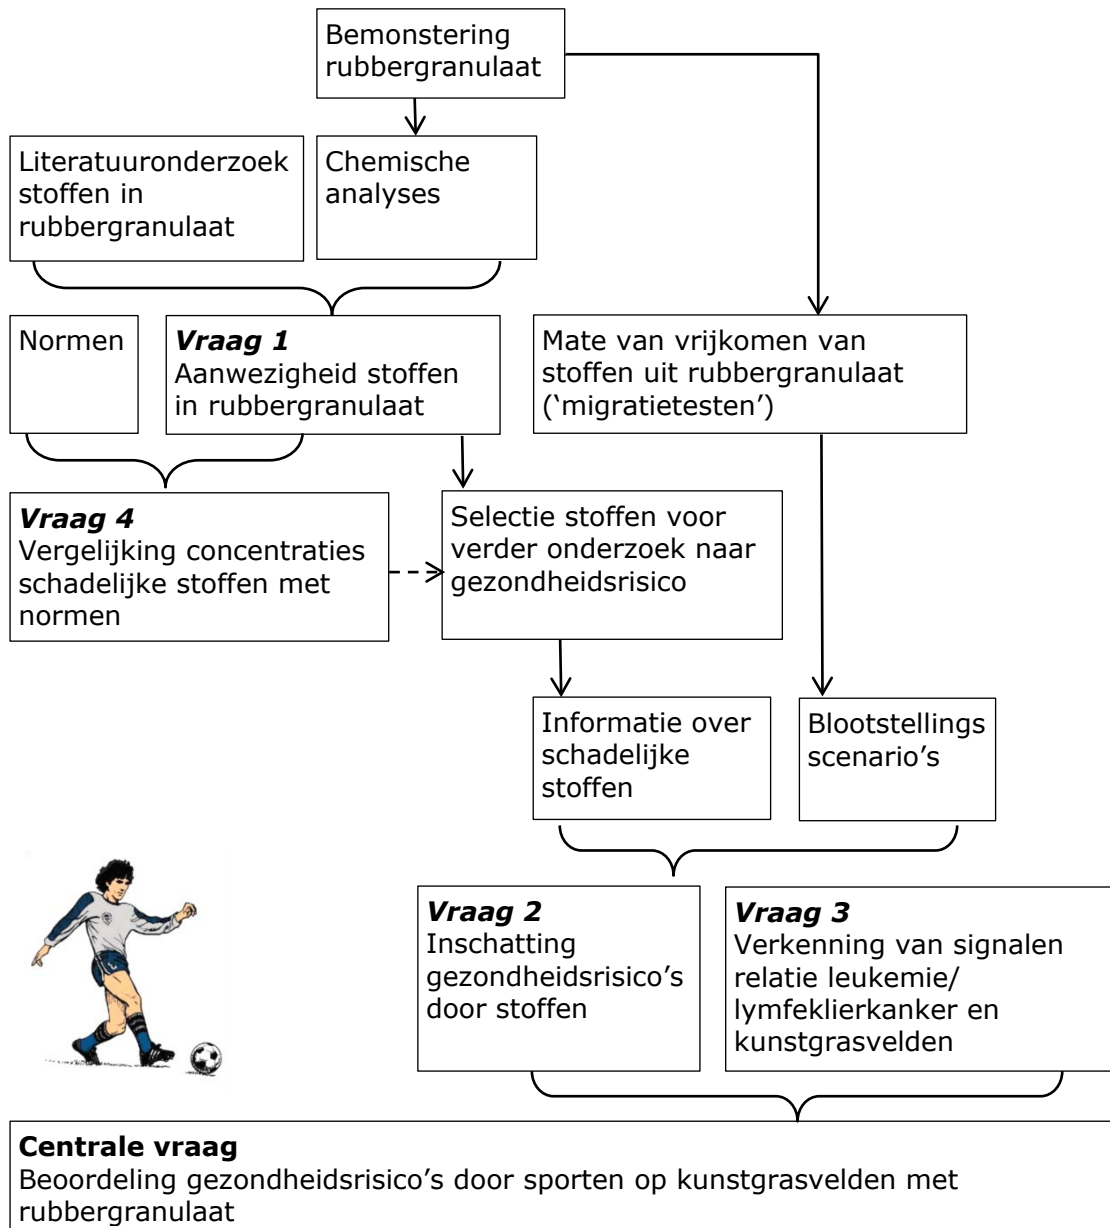 Bemonstering
rubbergranulaat
Literatuuronderzoek
stoffen in
rubbergranulaat
Chemische
analyses
Normen
Vraag 1
Aanwezigheid stoffen
in rubbergranulaat
Mate van vrijkomen van
stoffen uit rubbergranulaat
(‘migratietesten’)
Vraag 4
Vergelijking concentraties
schadelijke stoffen met
normen
Selectie stoffen voor
verder onderzoek naar
gezondheidsrisico
Informatie over
schadelijke
stoffen
Blootstellings
scenario’s
Vraag 2
Inschatting
gezondheidsrisico’s
door stoffen
Vraag 3
Verkenning van signalen
relatie leukemie/
lymfeklierkanker en
kunstgrasvelden
Centrale vraag
Beoordeling gezondheidsrisico’s door sporten op kunstgrasvelden met
rubbergranulaat